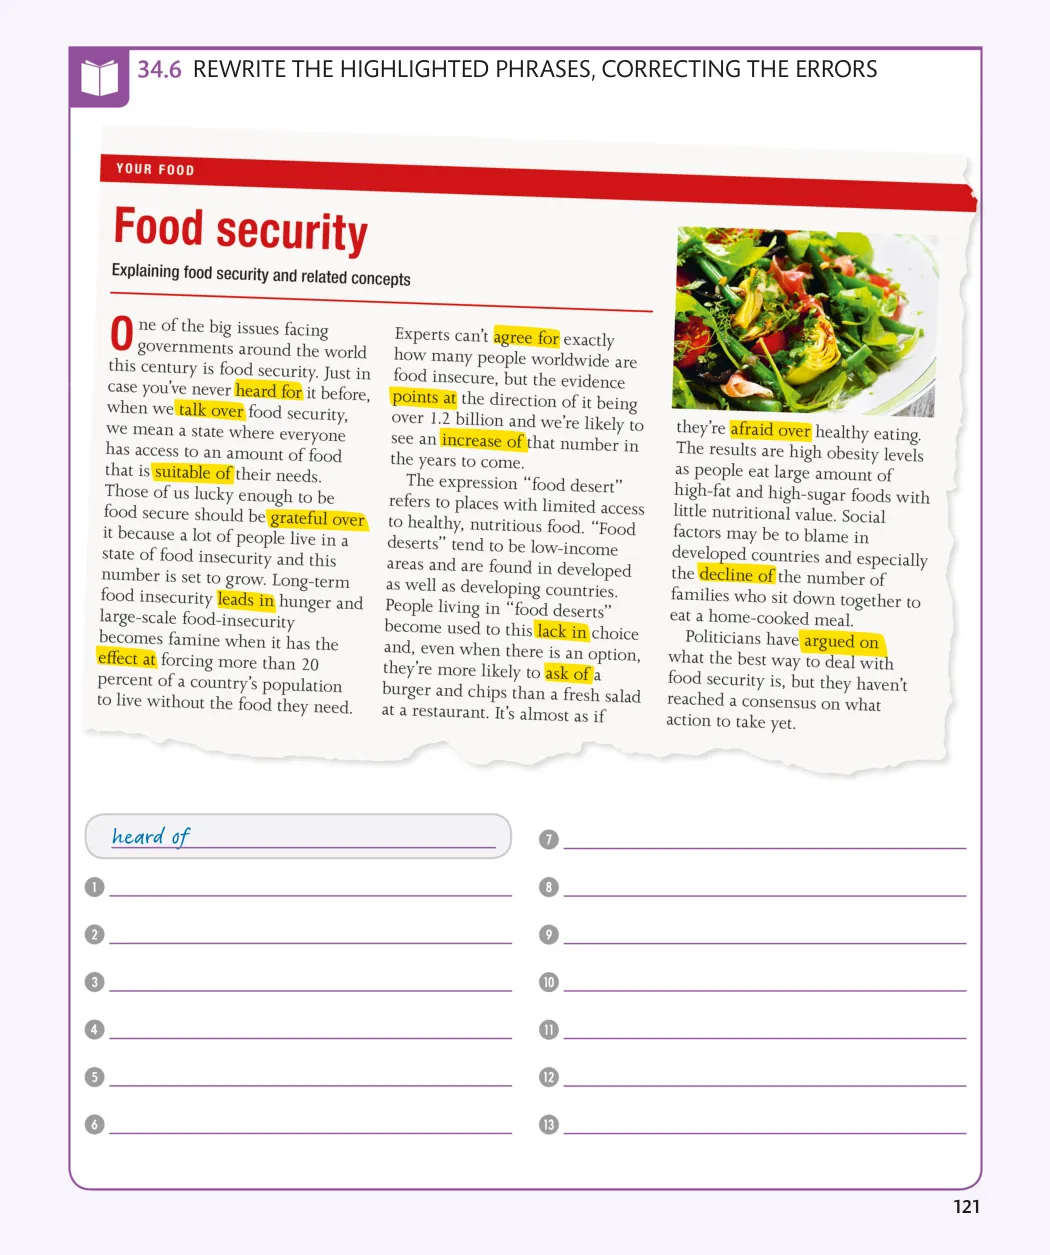 34.6 REWRITE THE HIGHLIGHTED PHRASES, CORRECTING THE ERRORS
YOUR FOOD
Food security
Explaining food security and related concepts
One of the big issues facing
governments around the world
this century is food security. Just in
case you've never heard for it before,
when we talk over food security,
we mean a state where everyone
has access to an amount of food
that is suitable of their needs.
Those of us lucky enough to be
food secure should be grateful over
it because a lot of people live in a
state of food insecurity and this
number is set to grow. Long-term
food insecurity leads in hunger and
large-scale food-insecurity
becomes famine when it has the
effect at forcing more than 20
percent of a country's population
to live without the food they need.
Experts can't agree for exactly
how many people worldwide are
food insecure, but the evidence
points at the direction of it being
over 1.2 billion and we're likely to
see an increase of that number in
the years to come.
The expression “food desert”
refers to places with limited access
to healthy, nutritious food. “Food
deserts” tend to be low-income
areas and are found in developed
as well as developing countries.
People living in “food deserts”
become used to this lack in choice
and, even when there is an option,
they're more likely to ask of a
burger and chips than a fresh salad
at a restaurant. It's almost as if
they're afraid over healthy eating.
The results are high obesity levels
as people eat large amount of
high-fat and high-sugar foods with
little nutritional value. Social
factors may be to blame in
developed countries and especially
the decline of the number of
families who sit down together to
eat a home-cooked meal.
Politicians have argued on
what the best way to deal with
food security is, but they haven't
reached a consensus on what
action to take yet.
heard of
1
2
3
4
5
6
7
8
9
10
11
12
13
121